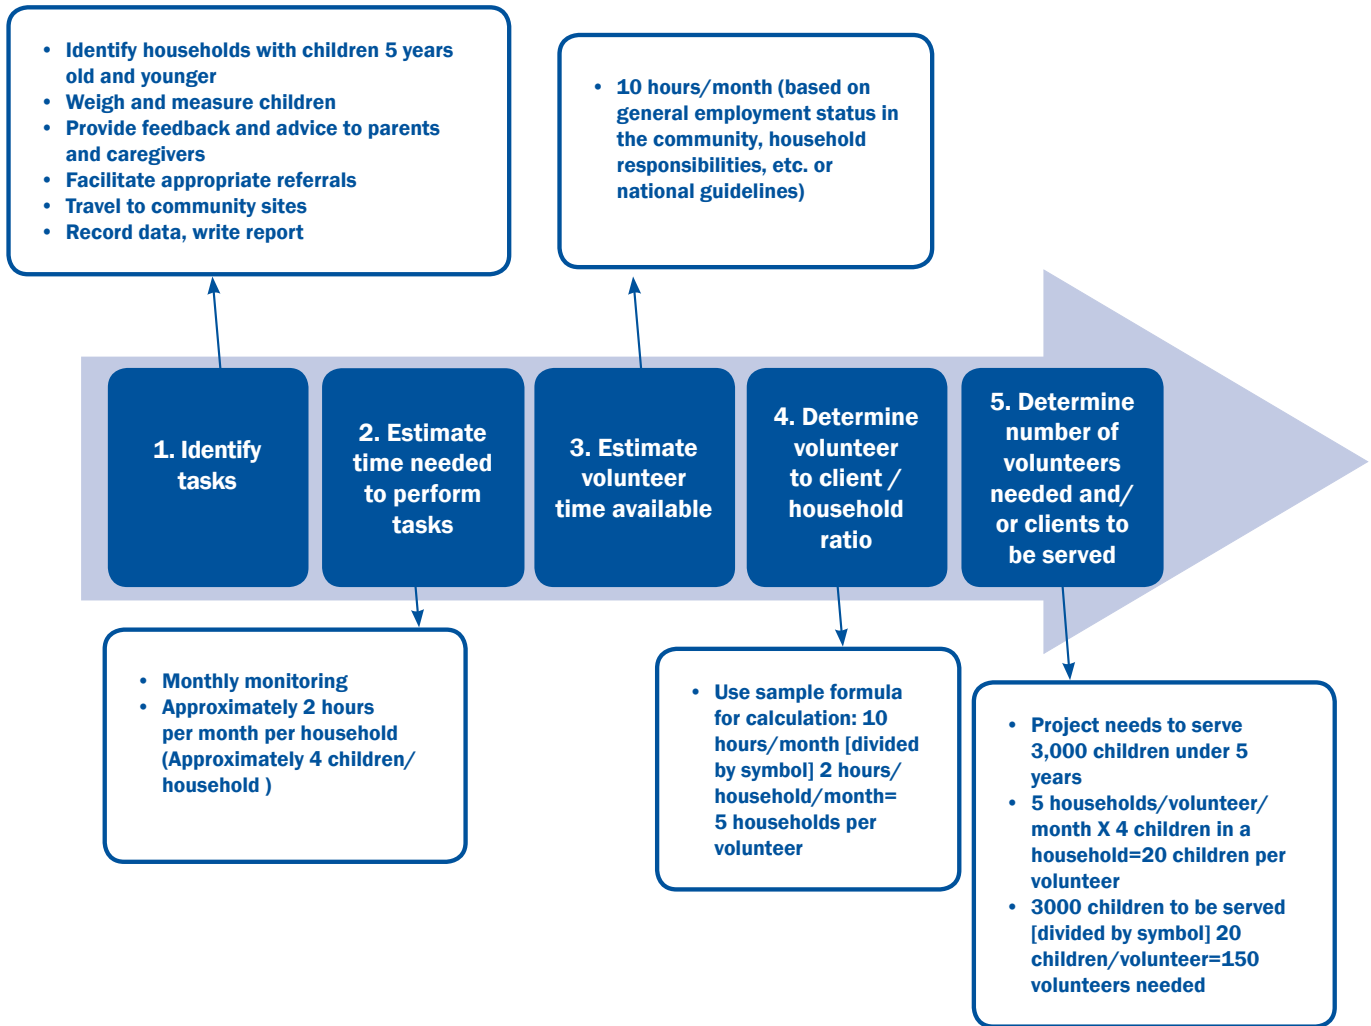 • Identify households with children 5 years
old and younger
• Weigh and measure children
• Provide feedback and advice to parents
and caregivers
• Facilitate appropriate referrals
• Travel to community sites
• Record data, write report
• 10 hours/month (based on
general employment status in
the community, household
responsibilities, etc. or
national guidelines)
1. Identify
tasks
2. Estimate
time needed
to perform
tasks
3. Estimate
volunteer
time available
4. Determine
volunteer
to client /
household
ratio
5. Determine
number of
volunteers
needed and/
or clients to
be served
• Monthly monitoring
• Approximately 2 hours
per month per household
(Approximately 4 children/
household )
• Use sample formula
for calculation: 10
hours/month [divided
by symbol] 2 hours/
household/month=
5 households per
volunteer
• Project needs to serve
3,000 children under 5
years
• 5 households/volunteer/
month X 4 children in a
household=20 children per
volunteer
• 3000 children to be served
[divided by symbol] 20
children/volunteer=150
volunteers needed